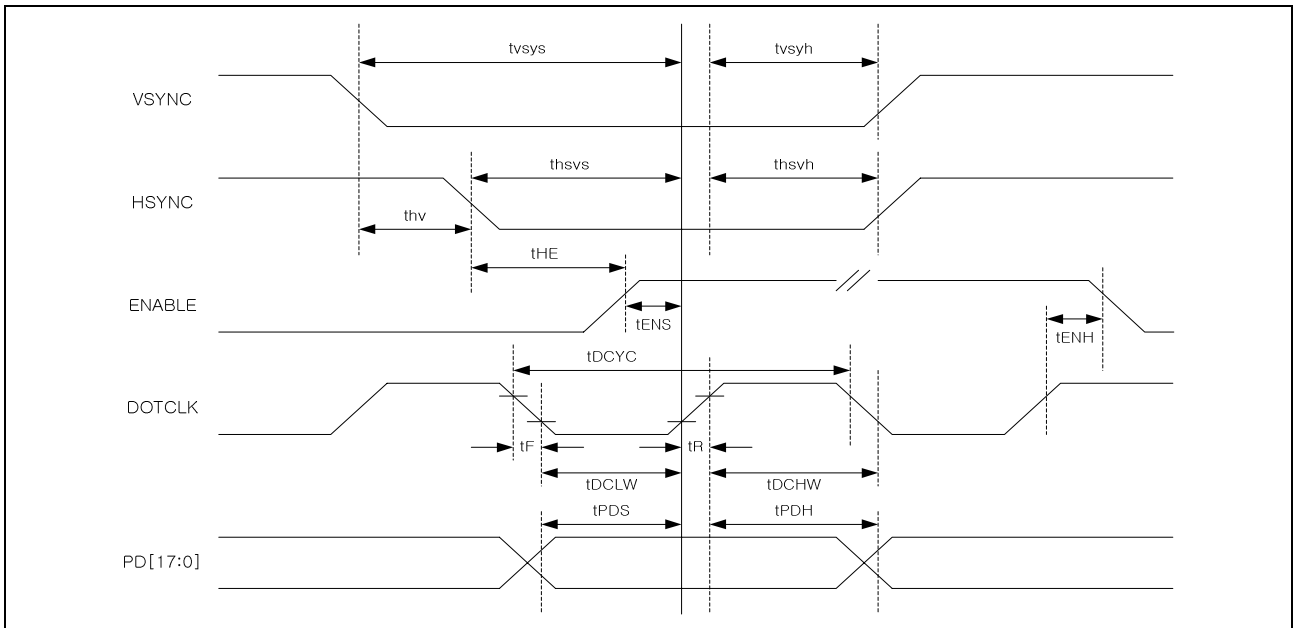 tvsys
tvsyh
VSYNC
thsvs
thsvh
HSYNC
thv
tHE
ENABLE
tENS
tENH
tDCYC
DOTCLK
tF
tR
tDCLW
tDCHW
tPDS
tPDH
PD[17:0]